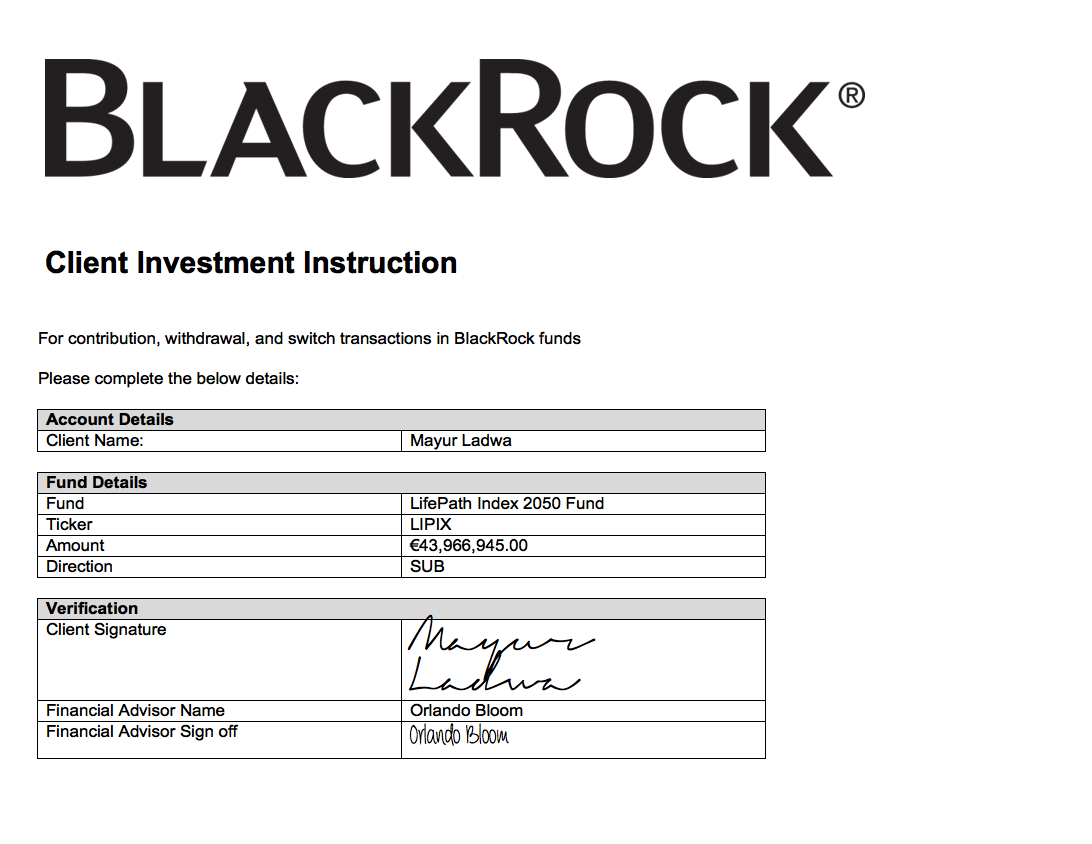 BLACKROCK®
Client Investment Instruction
For contribution, withdrawal, and switch transactions in BlackRock funds
Please complete the below details:
Account Details
Client Name: Mayur Ladwa
Fund Details
Fund LifePath Index 2050 Fund
Ticker LIPIX
Amount €43,966,945.00
Direction SUB
Verification
Client Signature Mayur
Ladwa
Financial Advisor Name Orlando Bloom
Financial Advisor Sign off Orlando Bloom